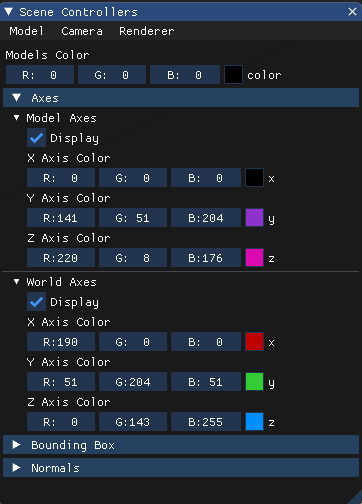 Scene Controllers
Model Camera Renderer
Models Color
R: 0 G: 0 B: 0 color
Axes
Model Axes
Display
X Axis Color
R: 0 G: 0 B: 0 x
Y Axis Color
R:141 G: 51 B:204 y
Z Axis Color
R:220 G: 8 B:176 z
World Axes
Display
X Axis Color
R:190 G: 0 B: 0 x
Y Axis Color
R: 51 G:204 B: 51 y
Z Axis Color
R: 0 G:143 B:255 z
Bounding Box
Normals